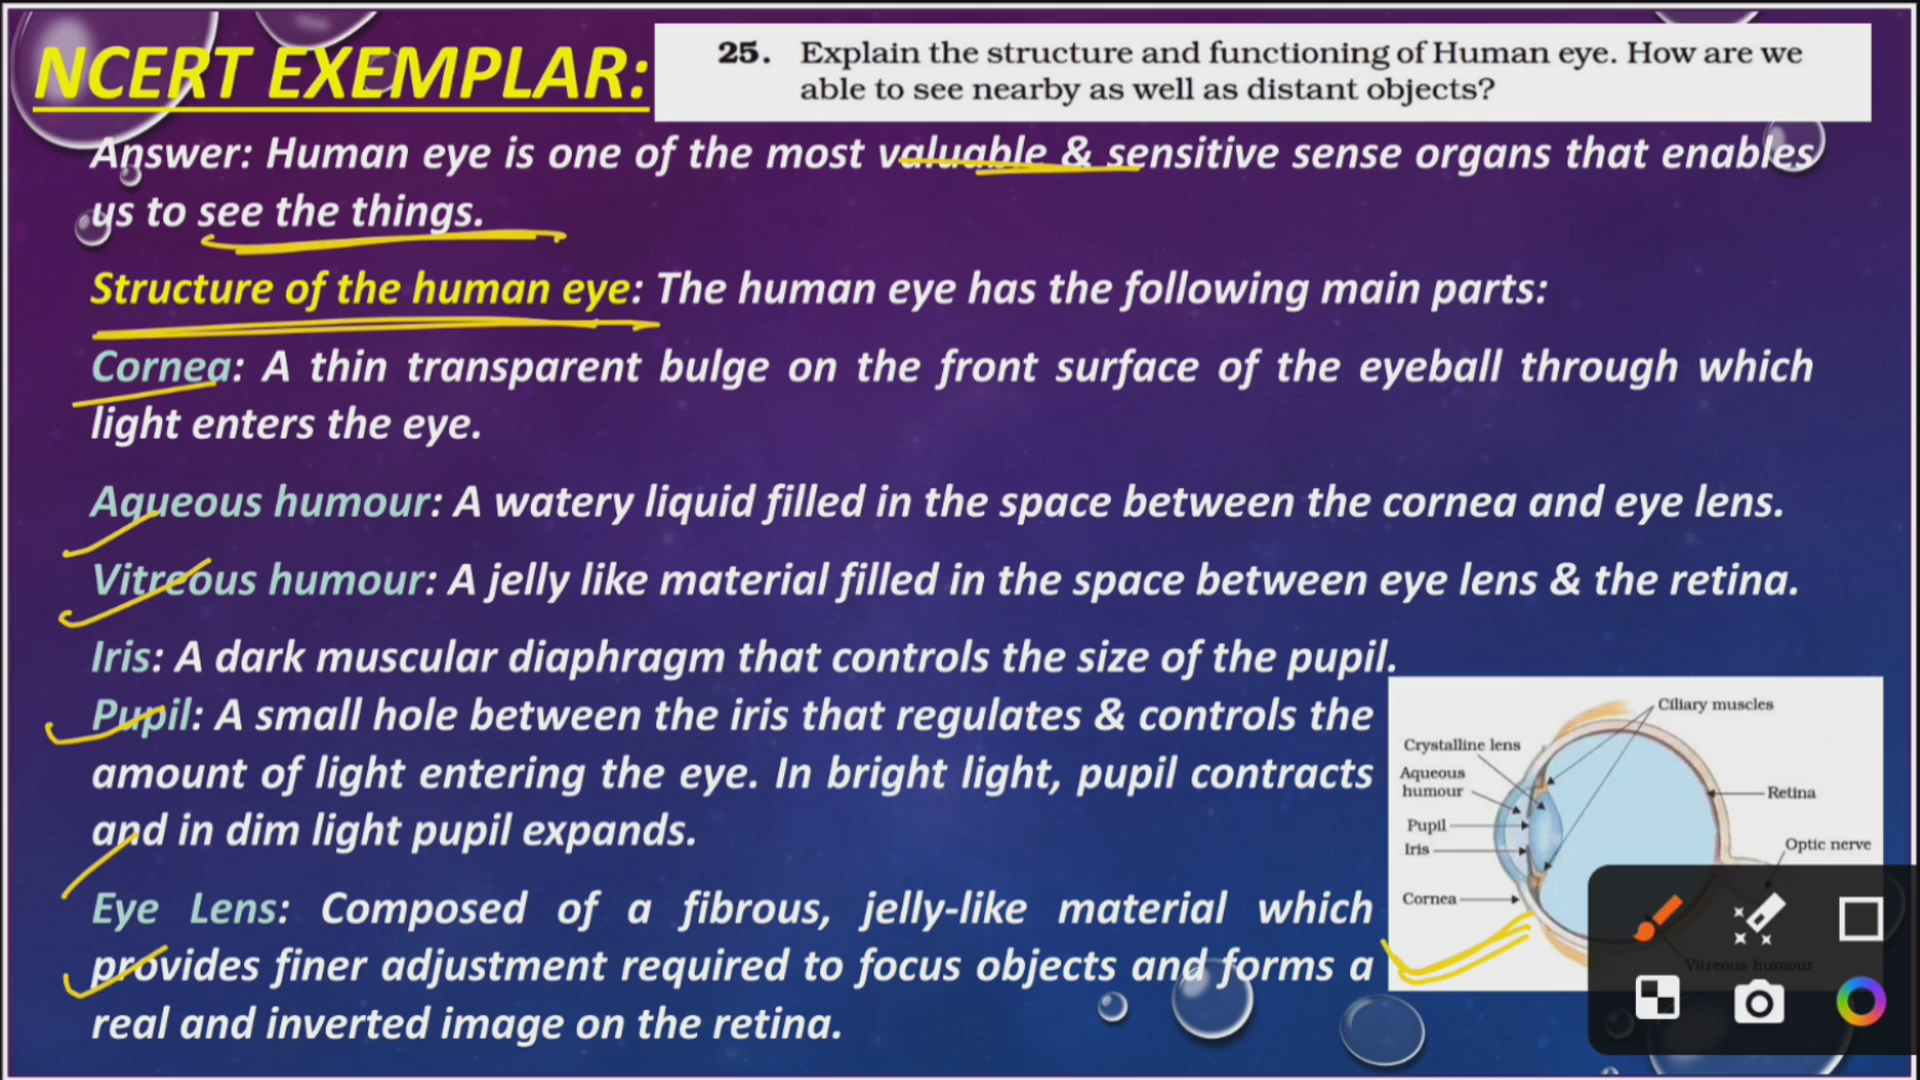 NCERT EXEMPLAR:
25. Explain the structure and functioning of Human eye. How are we
able to see nearby as well as distant objects?
Answer: Human eye is one of the most valuable & sensitive sense organs that enables
us to see the things.
Structure of the human eye: The human eye has the following main parts:
Cornea: A thin transparent bulge on the front surface of the eyeball through which
light enters the eye.
Aqueous humour: A watery liquid filled in the space between the cornea and eye lens.
Vitreous humour: A jelly like material filled in the space between eye lens & the retina.
Iris: A dark muscular diaphragm that controls the size of the pupil.
Pupil: A small hole between the iris that regulates & controls the
amount of light entering the eye. In bright light, pupil contracts
and in dim light pupil expands.
Eye Lens: Composed of a fibrous, jelly-like material which
provides finer adjustment required to focus objects and forms a
real and inverted image on the retina.
Ciliary muscles
Crystalline lens
Aqueous
humour
Retina
Pupil
Iris
Optic nerve
Cornea
Vitreous humour